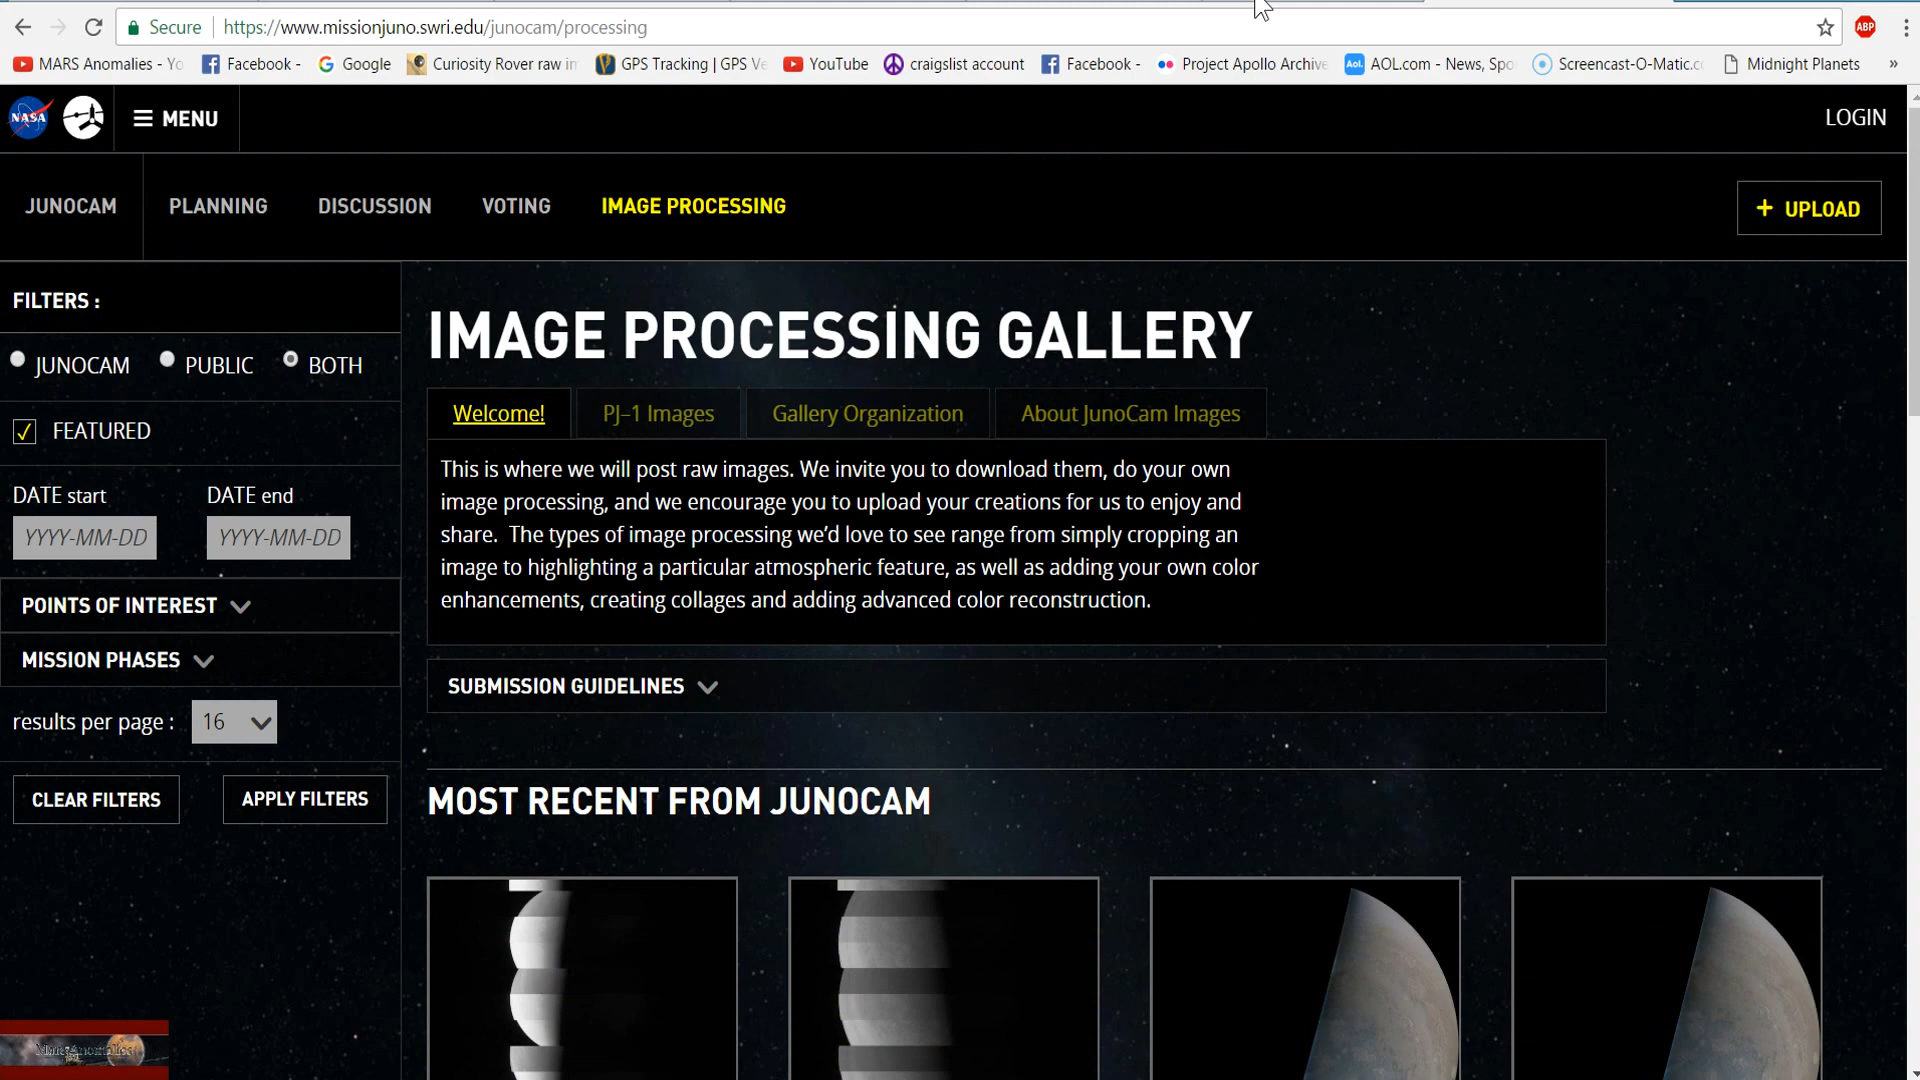 Secure
https://www.missionjuno.swri.edu/junocam/processing
ABP
MARS Anomalies - Yo
Facebook -
Google
Curiosity Rover raw im
GPS Tracking | GPS Ve
YouTube
craigslist account
Facebook -
Project Apollo Archive
Aol.
AOL.com - News, Spo
Screencast-O-Matic.co
Midnight Planets
»
NASA
MENU
LOGIN
JUNOCAM
PLANNING
DISCUSSION
VOTING
IMAGE PROCESSING
+ UPLOAD
FILTERS :
JUNOCAM
PUBLIC
BOTH
FEATURED
DATE start
DATE end
YYYY-MM-DD
YYYY-MM-DD
POINTS OF INTEREST
MISSION PHASES
results per page :
16
CLEAR FILTERS
APPLY FILTERS
IMAGE PROCESSING GALLERY
Welcome!
PJ-1 Images
Gallery Organization
About JunoCam Images
This is where we will post raw images. We invite you to download them, do your own
image processing, and we encourage you to upload your creations for us to enjoy and
share.  The types of image processing we'd love to see range from simply cropping an
image to highlighting a particular atmospheric feature, as well as adding your own color
enhancements, creating collages and adding advanced color reconstruction.
SUBMISSION GUIDELINES
MOST RECENT FROM JUNOCAM